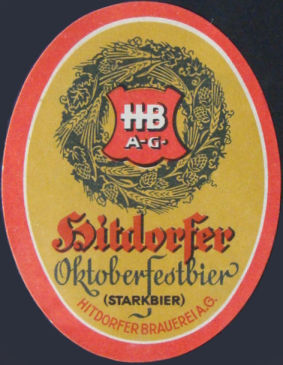 HB
A-G·
Hitdorfer
Oktoberfestbier
(STARKBIER)
HITDORFER BRAUEREI A.G.